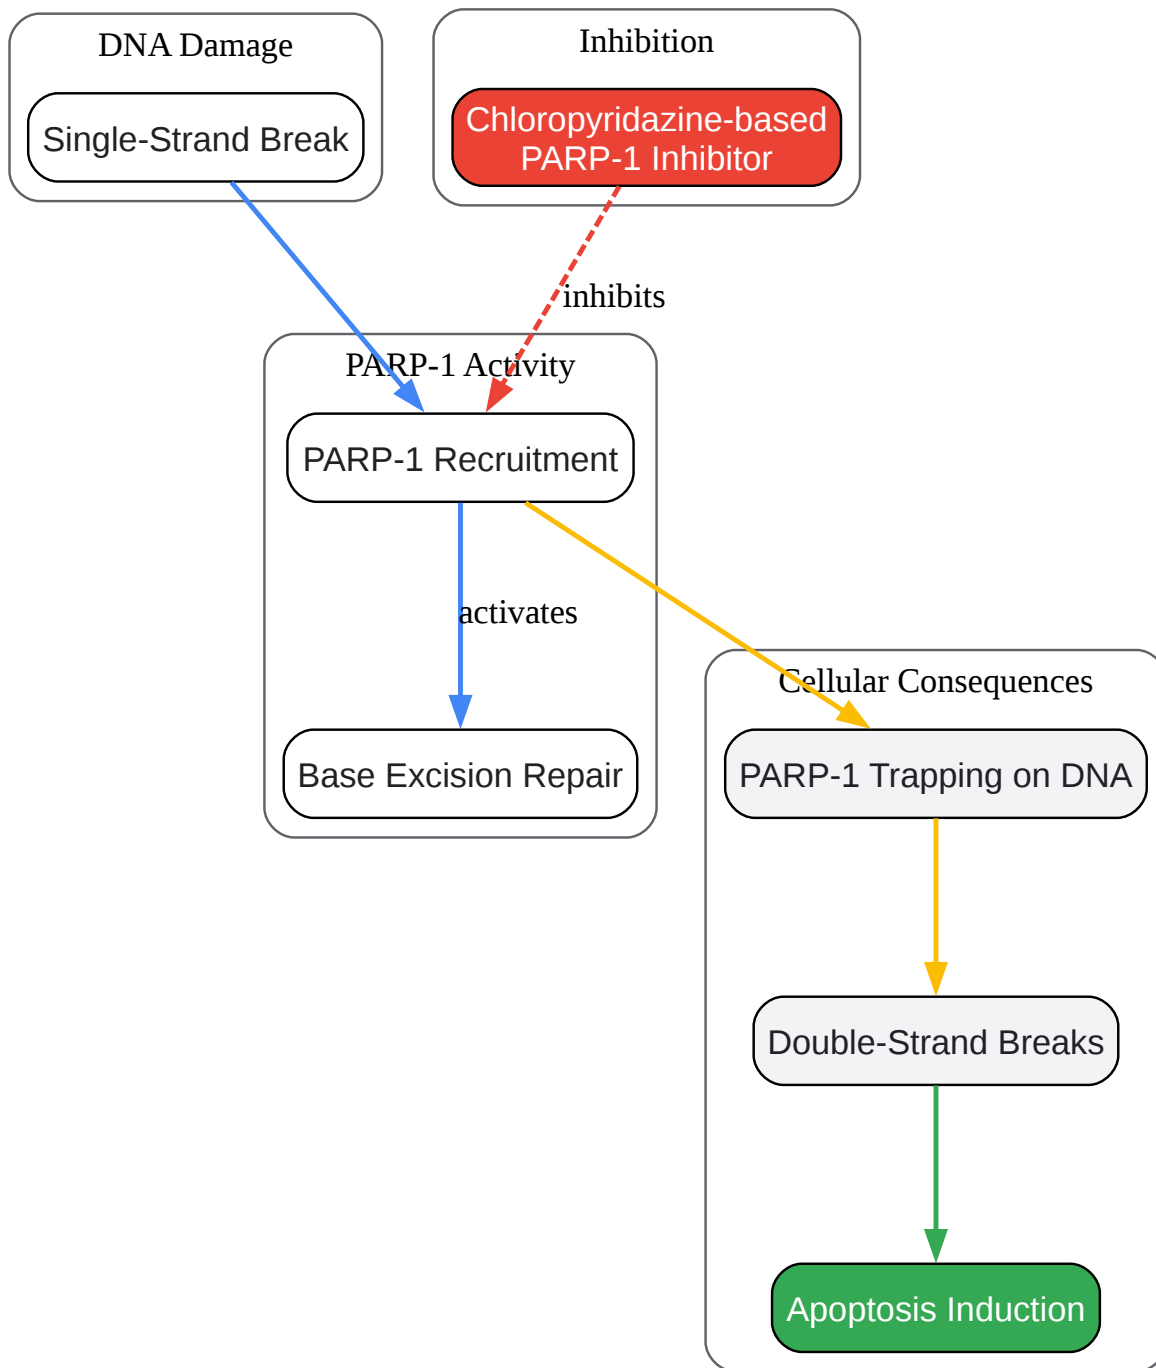 DNA Damage
Single-Strand Break
Inhibition
Chloropyridazine-based
PARP-1 Inhibitor
inhibits
PARP-1 Activity
PARP-1 Recruitment
activates
Base Excision Repair
Cellular Consequences
PARP-1 Trapping on DNA
Double-Strand Breaks
Apoptosis Induction